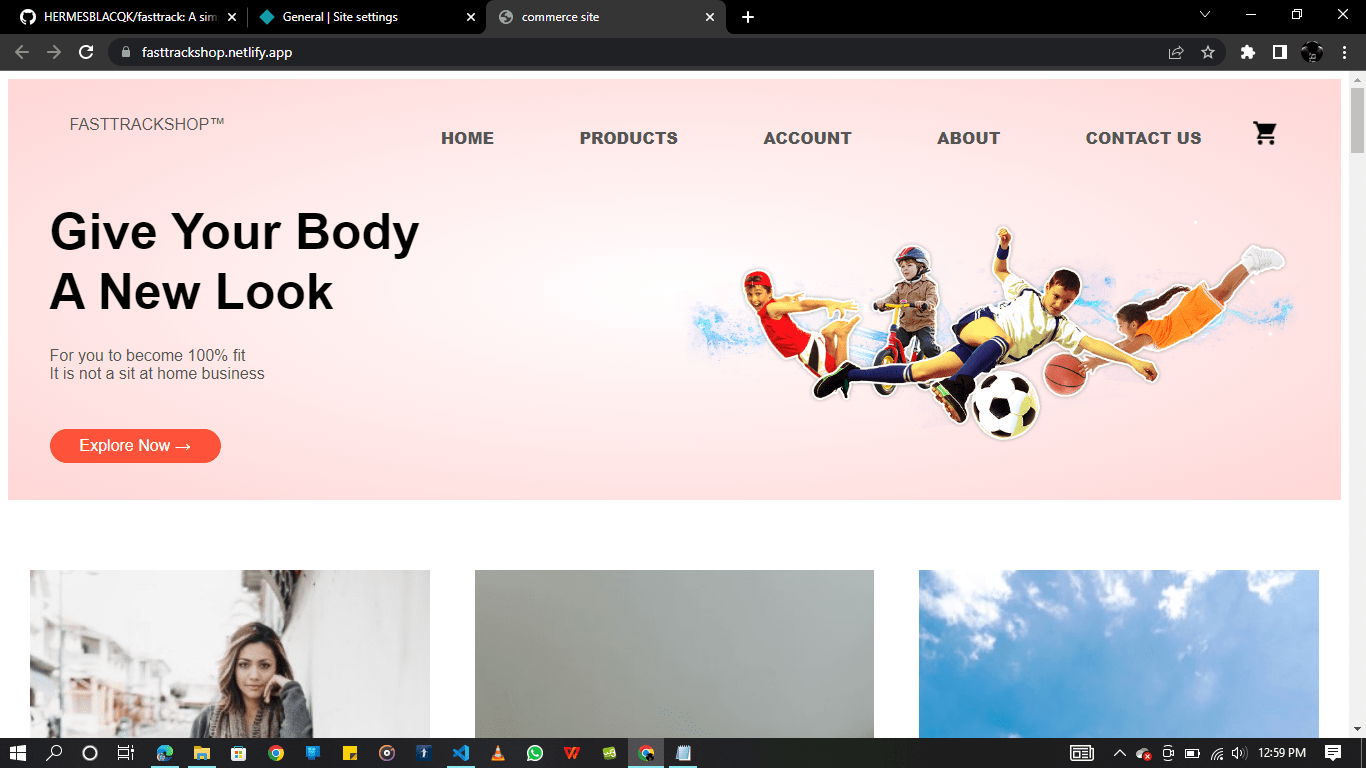 HERMESBLACQK/fasttrack: A sim
General | Site settings
commerce site
fasttrackshop.netlify.app
FASTTRACKSHOP™
HOME
PRODUCTS
ACCOUNT
ABOUT
CONTACT US
Give Your Body
A New Look
For you to become 100% fit
It is not a sit at home business
Explore Now →
12:59 PM